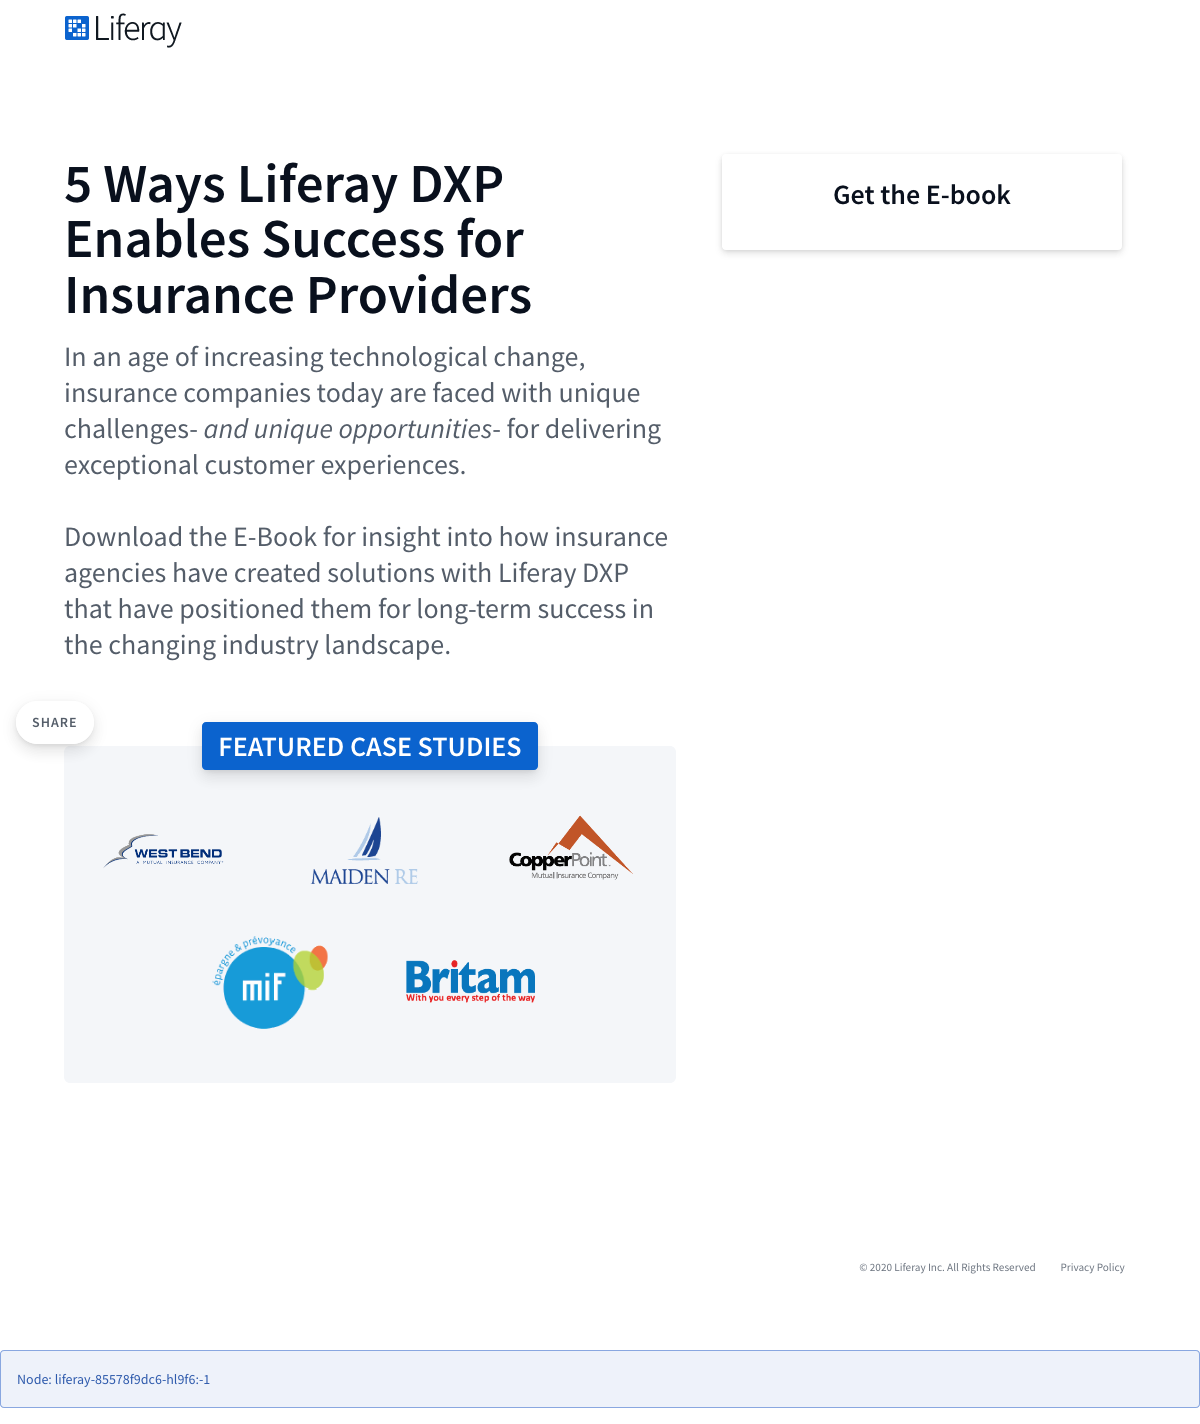 Liferay
5 Ways Liferay DXP
Enables Success for
Insurance Providers
Get the E-book
In an age of increasing technological change,
insurance companies today are faced with unique
challenges- and unique opportunities- for delivering
exceptional customer experiences.
Download the E-Book for insight into how insurance
agencies have created solutions with Liferay DXP
that have positioned them for long-term success in
the changing industry landscape.
SHARE
FEATURED CASE STUDIES
WEST BEND
A MUTUAL INSURANCE COMPANY
MAIDEN RE
CopperPoint
Mutual Insurance Company
épargne & prévoyance
mif
Britam
With you every step of the way
© 2020 Liferay Inc. All Rights Reserved
Privacy Policy
Node: liferay-85578f9dc6-hl9f6:-1